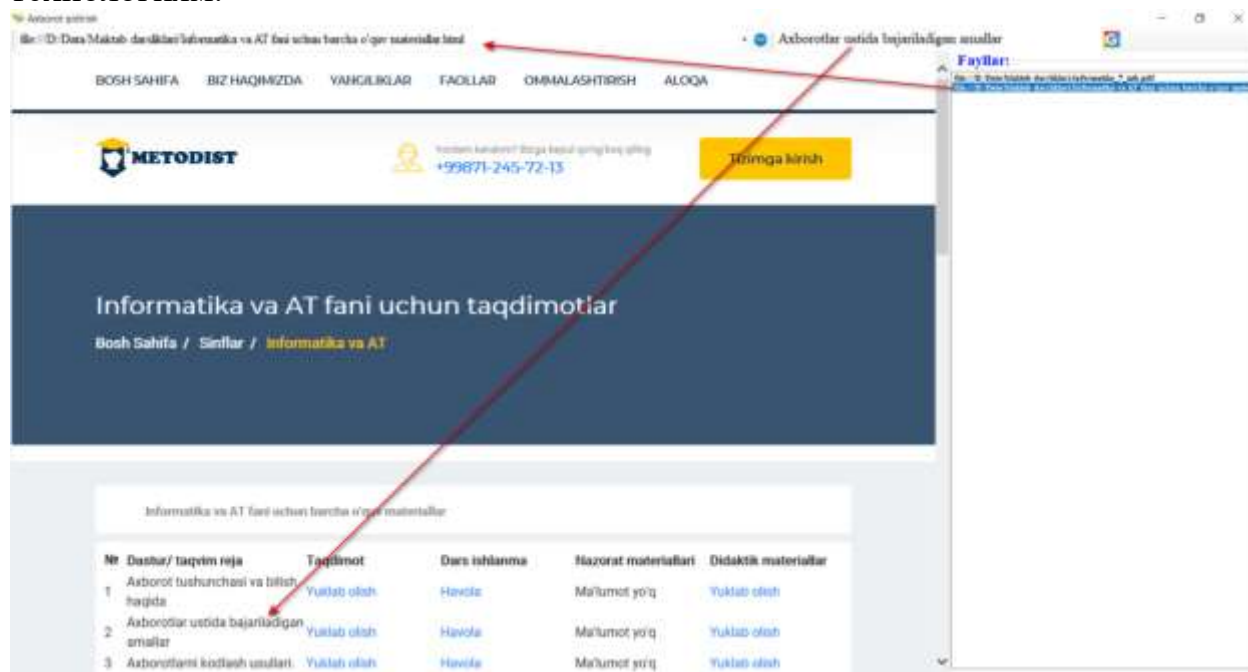 Axborot qidirish
file:///D:/Data/Maktab darsliklari/Informatika va AT fani uchun barcha o'quv materiallar.html
Axborotlar ustida bajariladigan amallar
Fayllar:
BOSH SAHIFA BIZ HAQIMIZDA YANGILIKLAR FAOLLAR OMMALASHTIRISH ALOQA
METODIST
+99871-245-72-13
Tizimga kirish
Informatika va AT fani uchun taqdimotlar
Bosh Sahifa / Sinflar / Informatika va AT
Informatika va AT fani uchun barcha o'quv materiallar
№ Dastur/ taqvim reja Taqdimot Dars ishlanma Nazorat materiallari Didaktik materiallar
1 Axborot tushunchasi va bilish haqida Yuklab olish Havola Ma'lumot yo'q Yuklab olish
2 Axborotlar ustida bajariladigan amallar Yuklab olish Havola Ma'lumot yo'q Yuklab olish
3 Axborotlarni kodlash usullari. Yuklab olish Havola Ma'lumot yo'q Yuklab olish